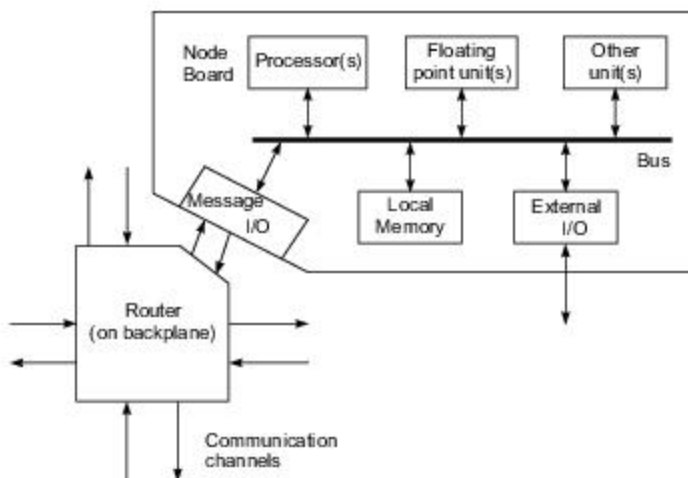 Node
Board
Processor(s)
Floating
point unit(s)
Other
unit(s)
Bus
Message
I/O
Local
Memory
External
I/O
Router
(on backplane)
Communication
channels